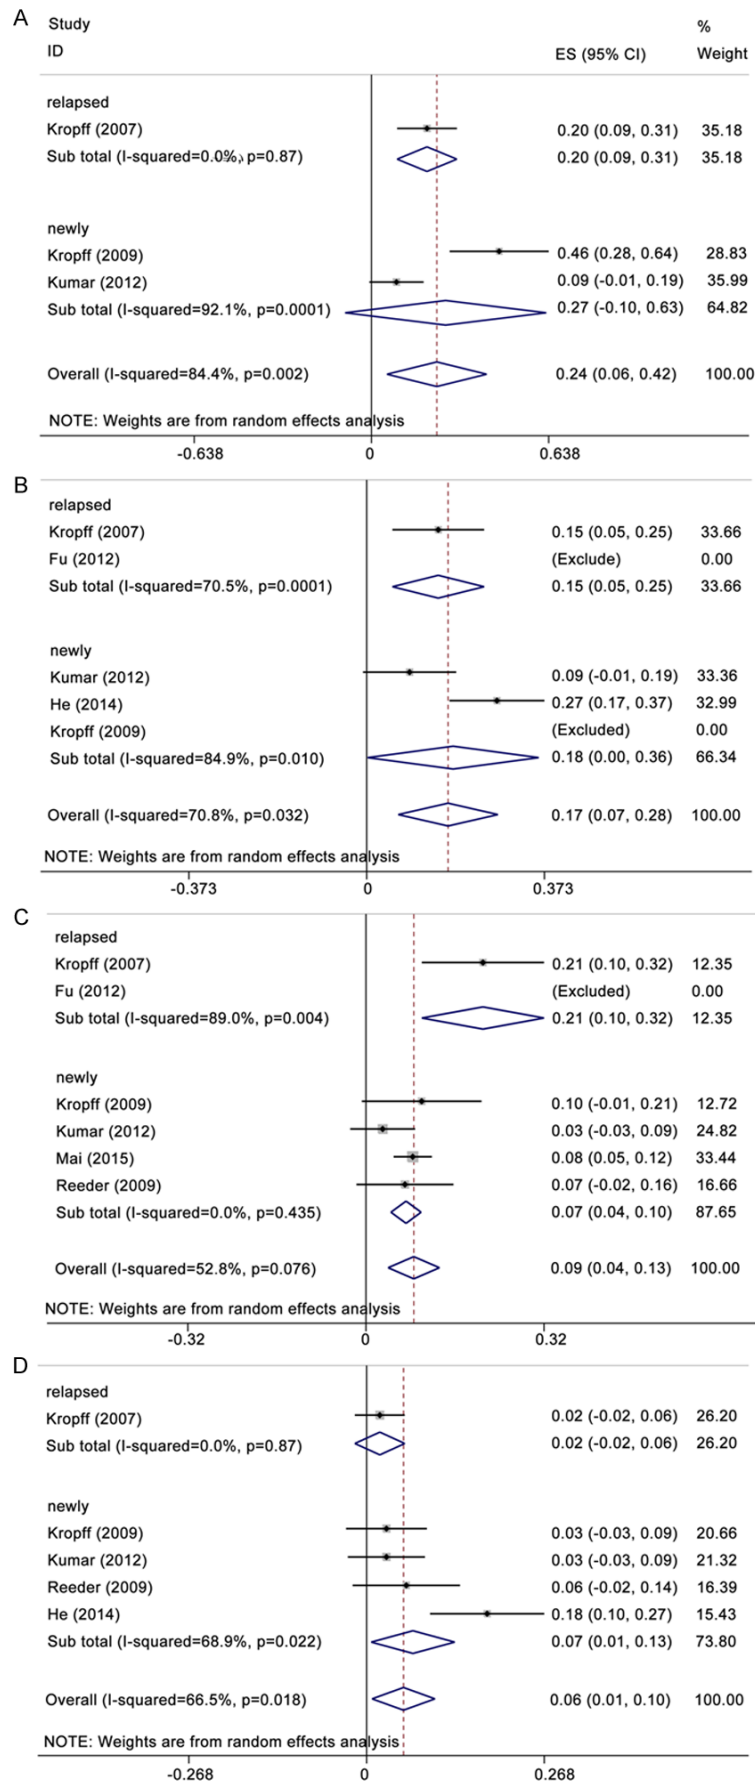 A
Study %
ID ES (95% CI) Weight
relapsed
Kropff (2007) 0.20 (0.09, 0.31) 35.18
Sub total (I-squared=0.0%, p=0.87) 0.20 (0.09, 0.31) 35.18
newly
Kropff (2009) 0.46 (0.28, 0.64) 28.83
Kumar (2012) 0.09 (-0.01, 0.19) 35.99
Sub total (I-squared=92.1%, p=0.0001) 0.27 (-0.10, 0.63) 64.82
Overall (I-squared=84.4%, p=0.002) 0.24 (0.06, 0.42) 100.00
NOTE: Weights are from random effects analysis
-0.638 0 0.638
B
relapsed
Kropff (2007) 0.15 (0.05, 0.25) 33.66
Fu (2012) (Exclude) 0.00
Sub total (I-squared=70.5%, p=0.0001) 0.15 (0.05, 0.25) 33.66
newly
Kumar (2012) 0.09 (-0.01, 0.19) 33.36
He (2014) 0.27 (0.17, 0.37) 32.99
Kropff (2009) (Excluded) 0.00
Sub total (I-squared=84.9%, p=0.010) 0.18 (0.00, 0.36) 66.34
Overall (I-squared=70.8%, p=0.032) 0.17 (0.07, 0.28) 100.00
NOTE: Weights are from random effects analysis
-0.373 0 0.373
C
relapsed
Kropff (2007) 0.21 (0.10, 0.32) 12.35
Fu (2012) (Excluded) 0.00
Sub total (I-squared=89.0%, p=0.004) 0.21 (0.10, 0.32) 12.35
newly
Kropff (2009) 0.10 (-0.01, 0.21) 12.72
Kumar (2012) 0.03 (-0.03, 0.09) 24.82
Mai (2015) 0.08 (0.05, 0.12) 33.44
Reeder (2009) 0.07 (-0.02, 0.16) 16.66
Sub total (I-squared=0.0%, p=0.435) 0.07 (0.04, 0.10) 87.65
Overall (I-squared=52.8%, p=0.076) 0.09 (0.04, 0.13) 100.00
NOTE: Weights are from random effects analysis
-0.32 0 0.32
D
relapsed
Kropff (2007) 0.02 (-0.02, 0.06) 26.20
Sub total (I-squared=0.0%, p=0.87) 0.02 (-0.02, 0.06) 26.20
newly
Kropff (2009) 0.03 (-0.03, 0.09) 20.66
Kumar (2012) 0.03 (-0.03, 0.09) 21.32
Reeder (2009) 0.06 (-0.02, 0.14) 16.39
He (2014) 0.18 (0.10, 0.27) 15.43
Sub total (I-squared=68.9%, p=0.022) 0.07 (0.01, 0.13) 73.80
Overall (I-squared=66.5%, p=0.018) 0.06 (0.01, 0.10) 100.00
NOTE: Weights are from random effects analysis
-0.268 0 0.268